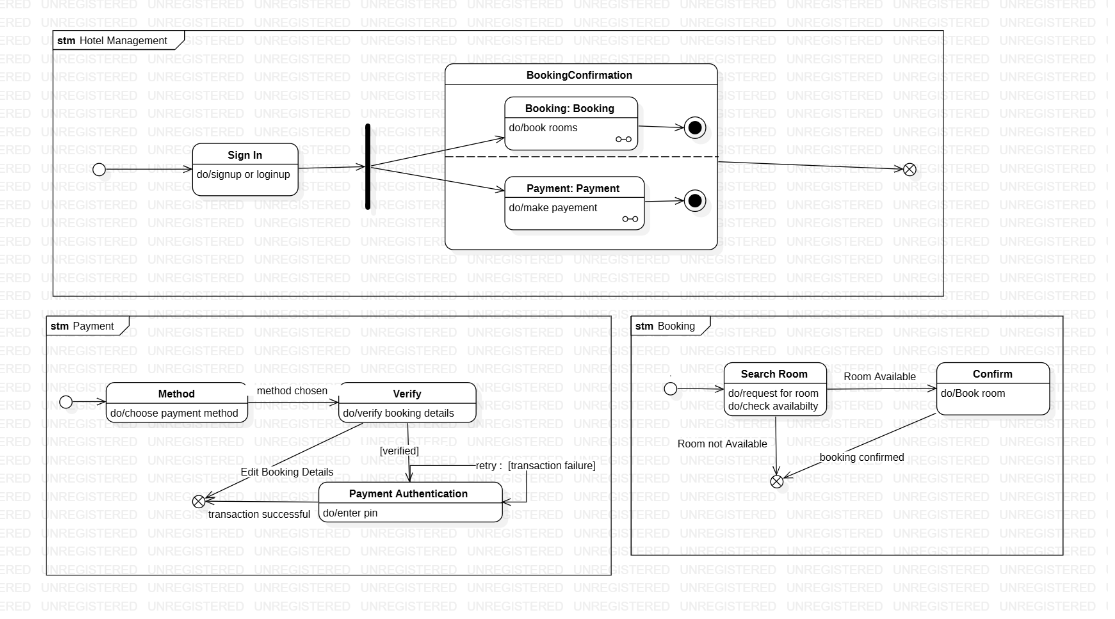 stm Hotel Management
BookingConfirmation
Booking: Booking
do/book rooms
Sign In
do/signup or loginup
Payment: Payment
do/make payement
stm Payment
Method
do/choose payment method
method chosen
Verify
do/verify booking details
[verified]
Edit Booking Details
retry : [transaction failure]
Payment Authentication
do/enter pin
transaction successful
stm Booking
Search Room
do/request for room
do/check availabilty
Room Available
Confirm
do/Book room
Room not Available
booking confirmed
UNREGISTERED